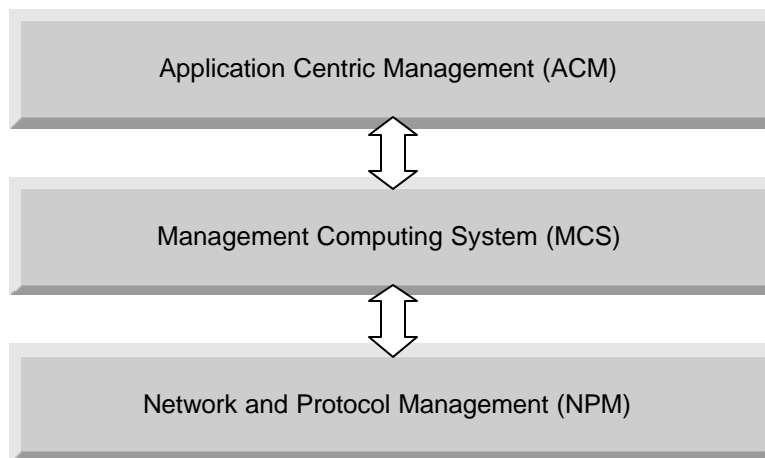 Application Centric Management (ACM)
Management Computing System (MCS)
Network and Protocol Management (NPM)